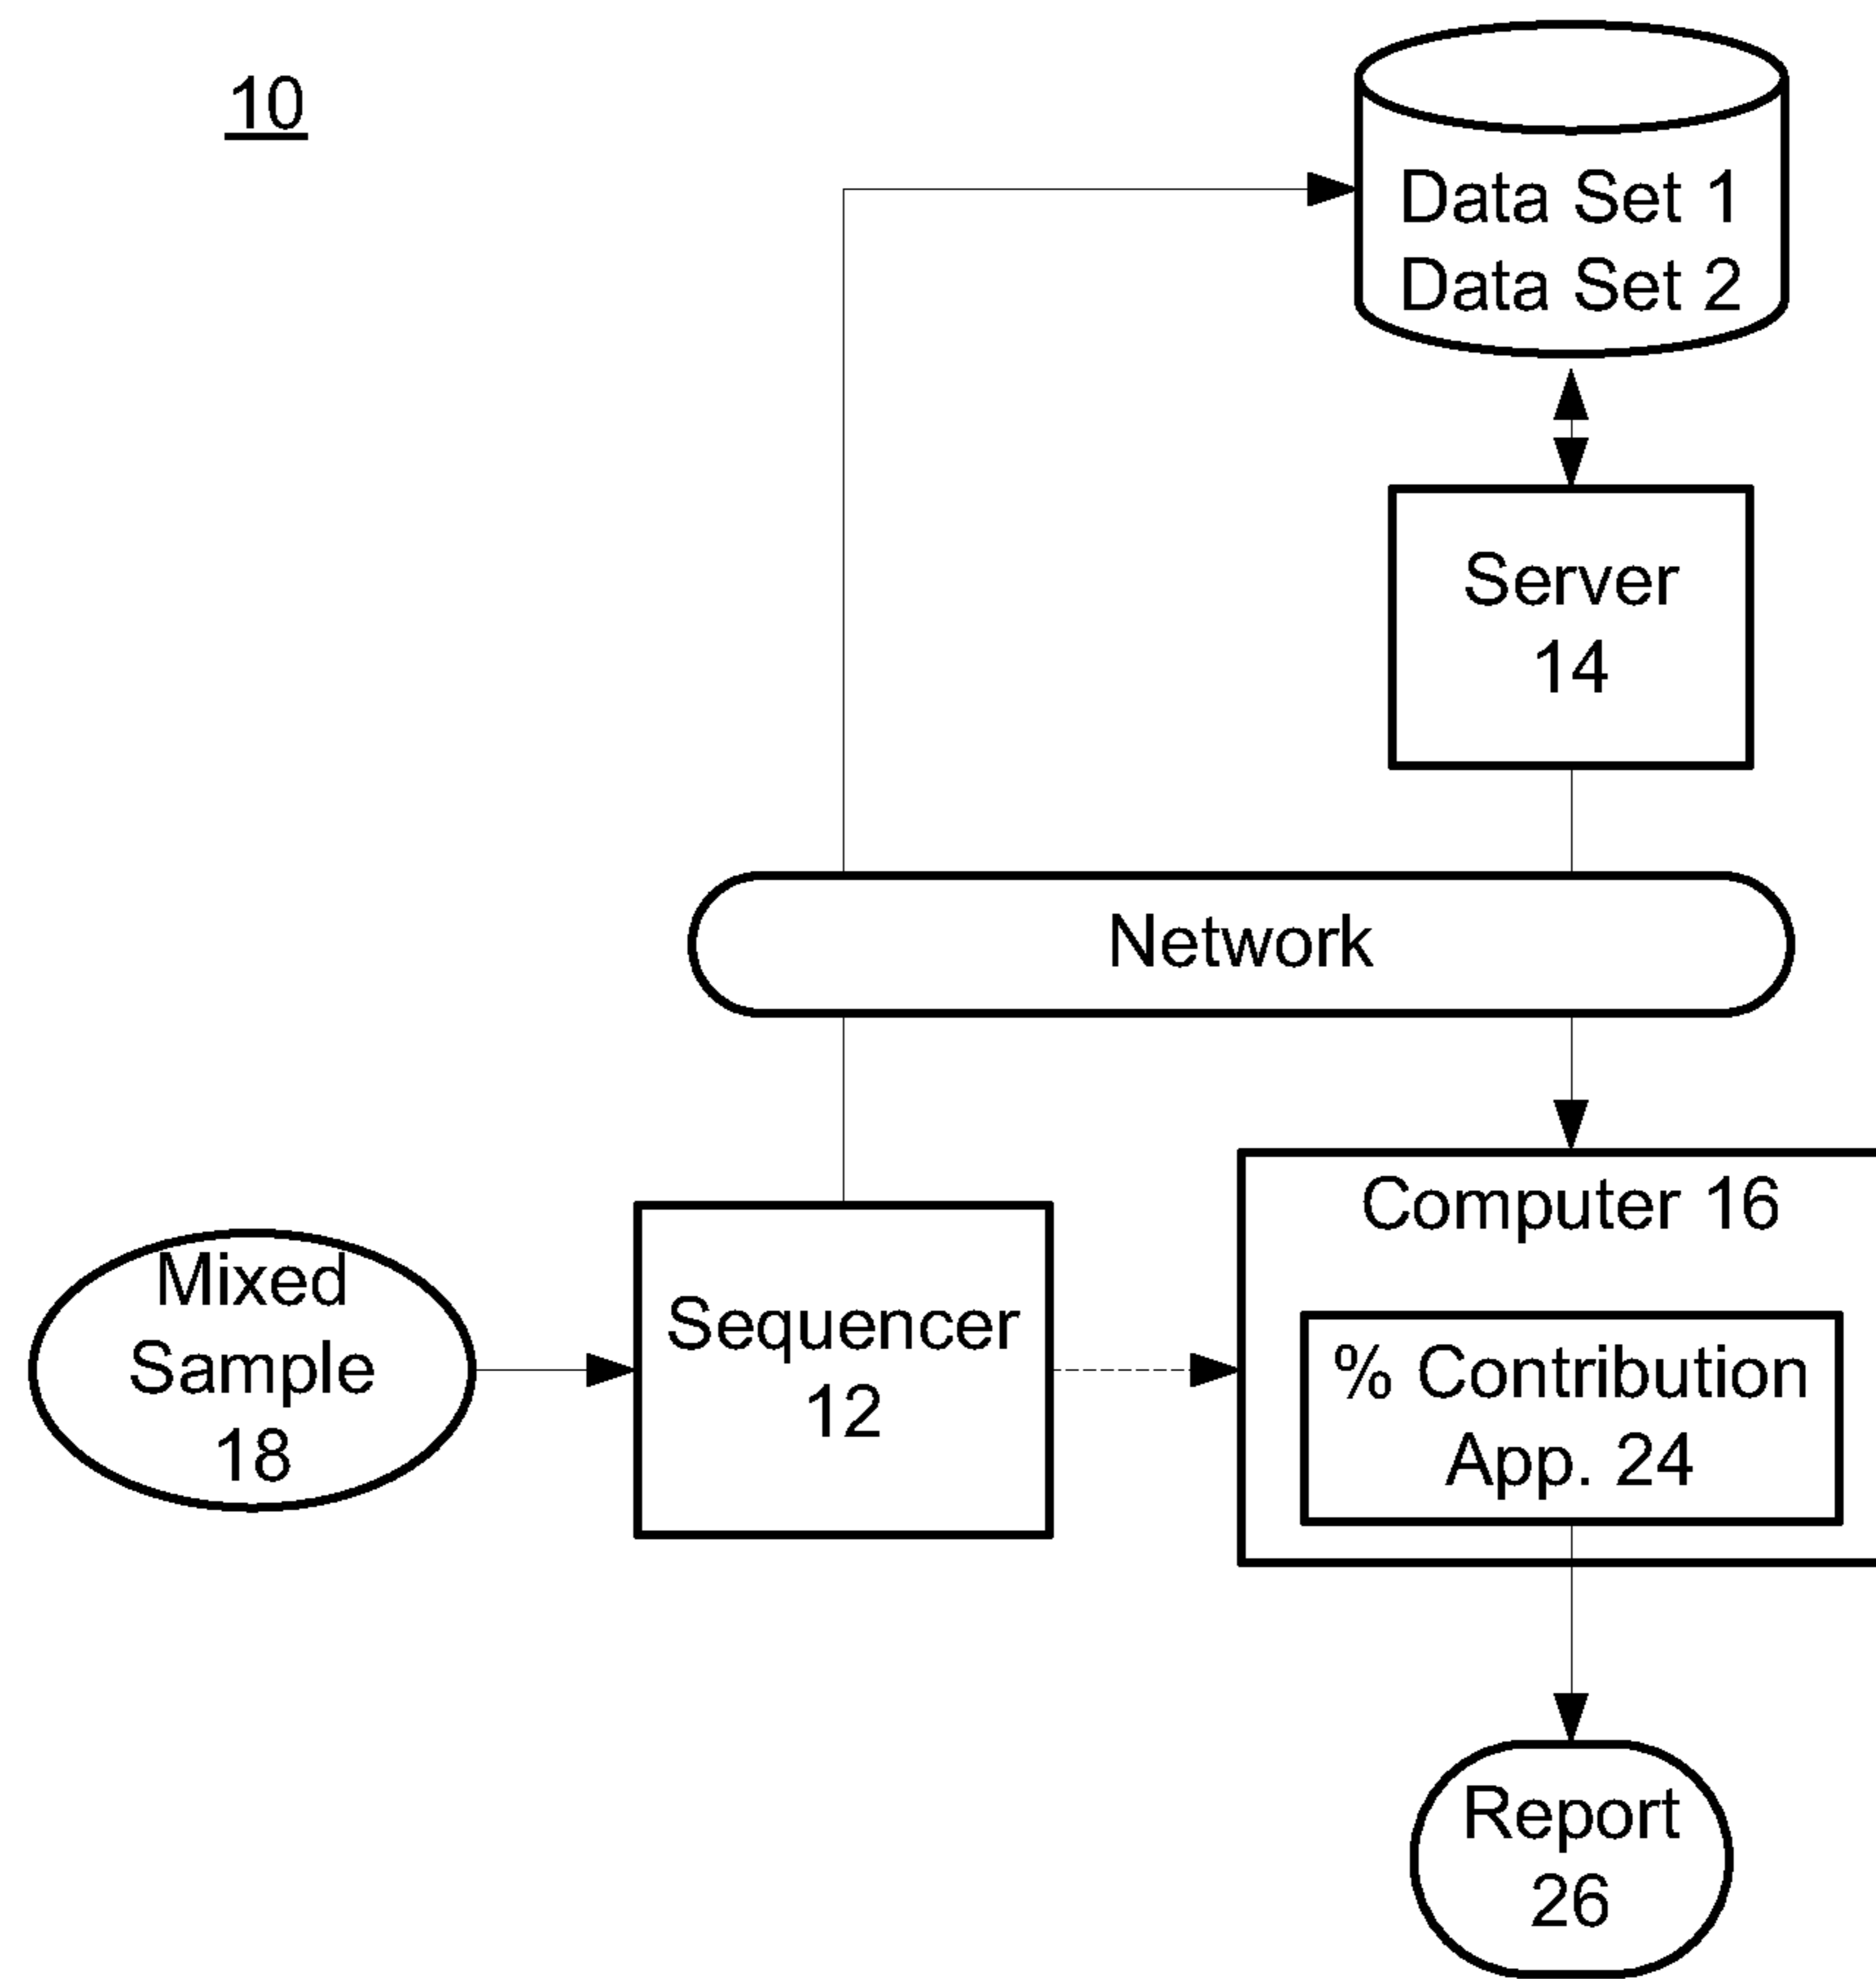 10
Data Set 1
Data Set 2
Server
14
Network
Computer 16
Mixed
Sample
18
Sequencer
12
% Contribution
App. 24
Report
26